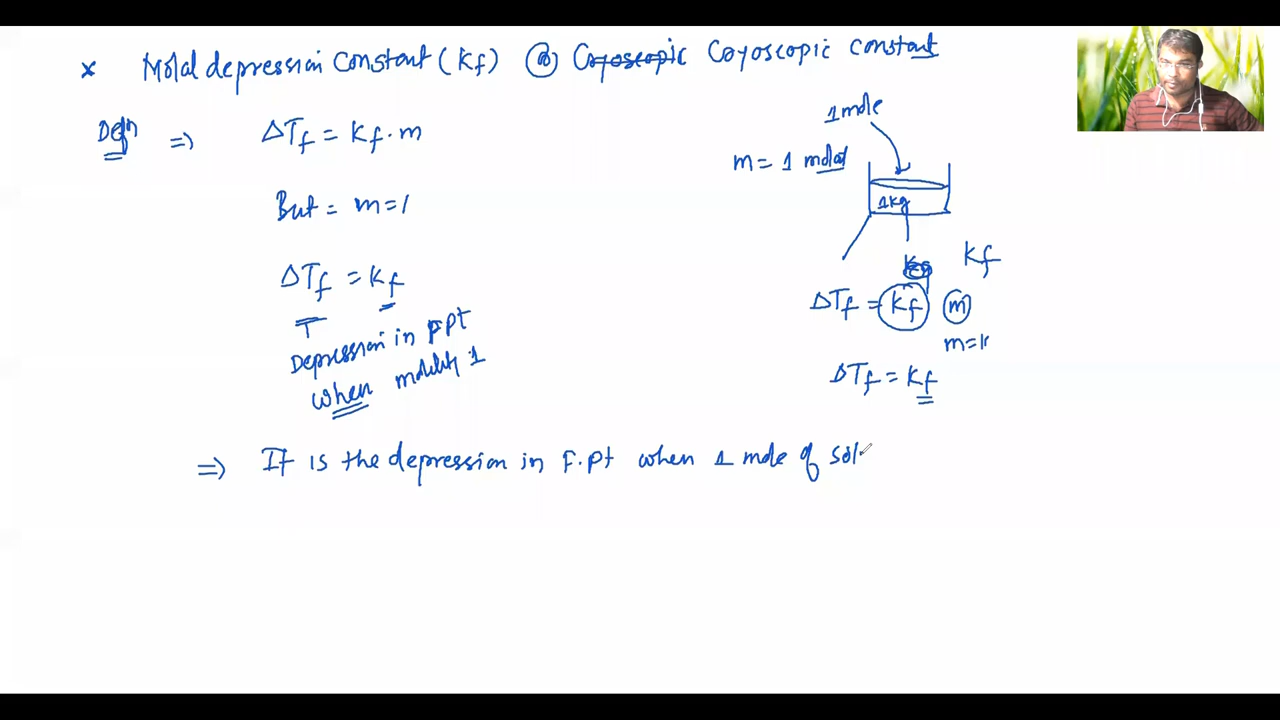 x Molal depression Constant (Kf) or Cryoscopic Cryoscopic constant
Defn ⇒ ΔTf = Kf · m
But = m=1
ΔTf = Kf
Depression in F.pt
when molality 1
1 mole
m = 1 molal
1kg
Kf
ΔTf = Kf m
m=1
ΔTf = Kf
⇒ It is the depression in F.pt when 1 mole of sol